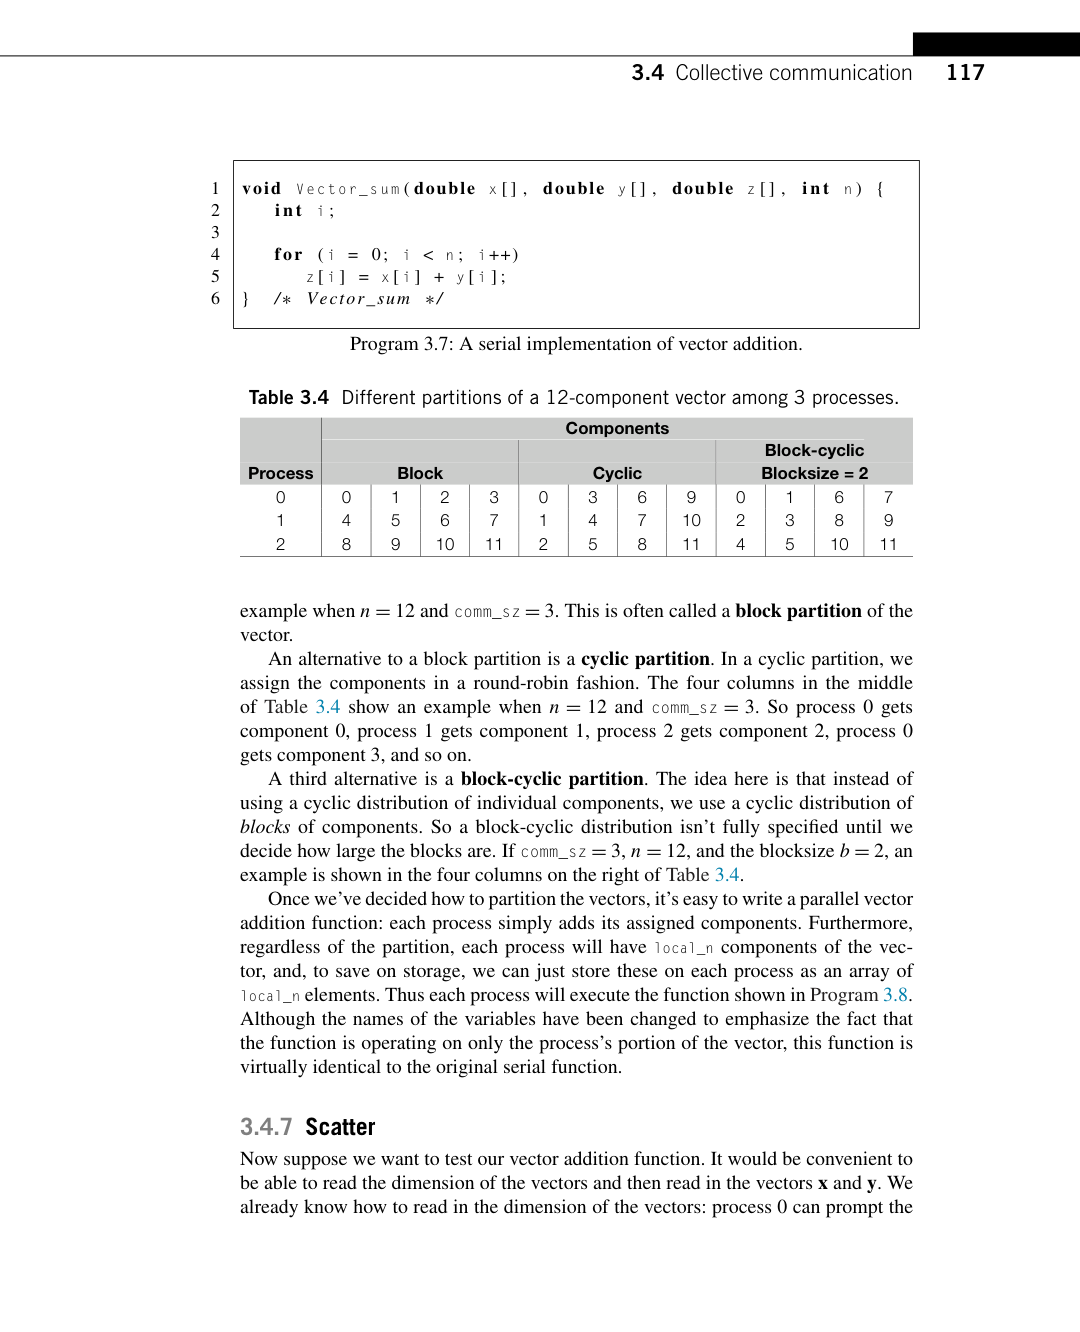 3.4 Collective communication 117
1 void Vector_sum(double x[], double y[], double z[], int n) {
2 int i;
3
4 for (i = 0; i < n; i++)
5 z[i] = x[i] + y[i];
6 } /* Vector_sum */
Program 3.7: A serial implementation of vector addition.
Table 3.4 Different partitions of a 12-component vector among 3 processes.
Components
Block-cyclic
Process Block Cyclic Blocksize = 2
0 0 1 2 3 0 3 6 9 0 1 6 7
1 4 5 6 7 1 4 7 10 2 3 8 9
2 8 9 10 11 2 5 8 11 4 5 10 11
example when n = 12 and comm_sz = 3. This is often called a block partition of the
vector.
An alternative to a block partition is a cyclic partition. In a cyclic partition, we
assign the components in a round-robin fashion. The four columns in the middle
of Table 3.4 show an example when n = 12 and comm_sz = 3. So process 0 gets
component 0, process 1 gets component 1, process 2 gets component 2, process 0
gets component 3, and so on.
A third alternative is a block-cyclic partition. The idea here is that instead of
using a cyclic distribution of individual components, we use a cyclic distribution of
blocks of components. So a block-cyclic distribution isn't fully specified until we
decide how large the blocks are. If comm_sz = 3, n = 12, and the blocksize b = 2, an
example is shown in the four columns on the right of Table 3.4.
Once we've decided how to partition the vectors, it's easy to write a parallel vector
addition function: each process simply adds its assigned components. Furthermore,
regardless of the partition, each process will have local_n components of the vec-
tor, and, to save on storage, we can just store these on each process as an array of
local_n elements. Thus each process will execute the function shown in Program 3.8.
Although the names of the variables have been changed to emphasize the fact that
the function is operating on only the process's portion of the vector, this function is
virtually identical to the original serial function.
3.4.7 Scatter
Now suppose we want to test our vector addition function. It would be convenient to
be able to read the dimension of the vectors and then read in the vectors x and y. We
already know how to read in the dimension of the vectors: process 0 can prompt the